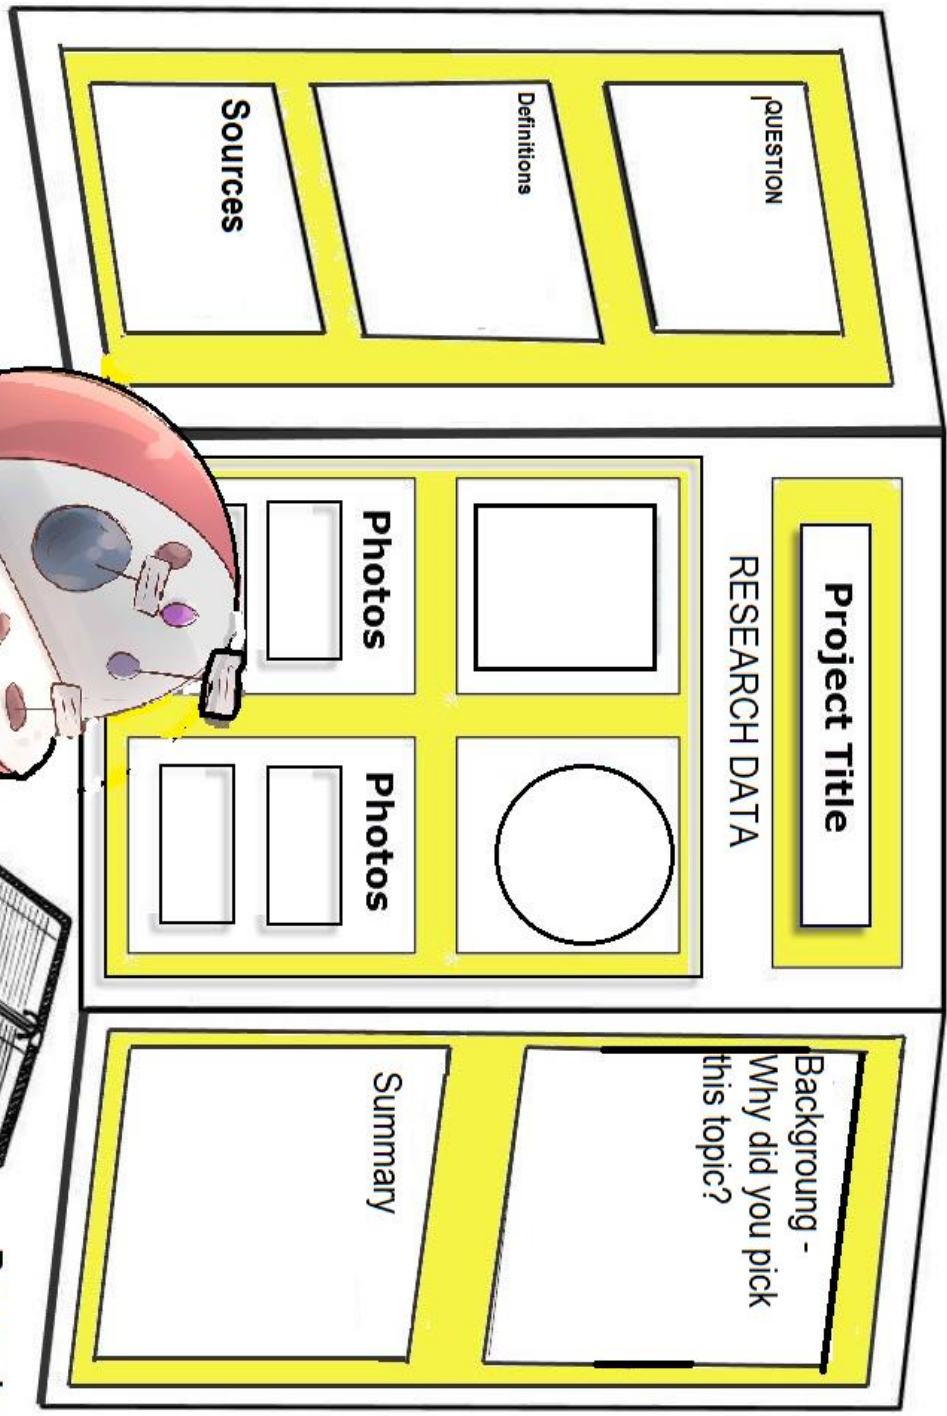 |QUESTION
Definitions
Sources
Project Title
RESEARCH DATA
Photos
Photos
Backgroung -
Why did you pick
this topic?
Summary